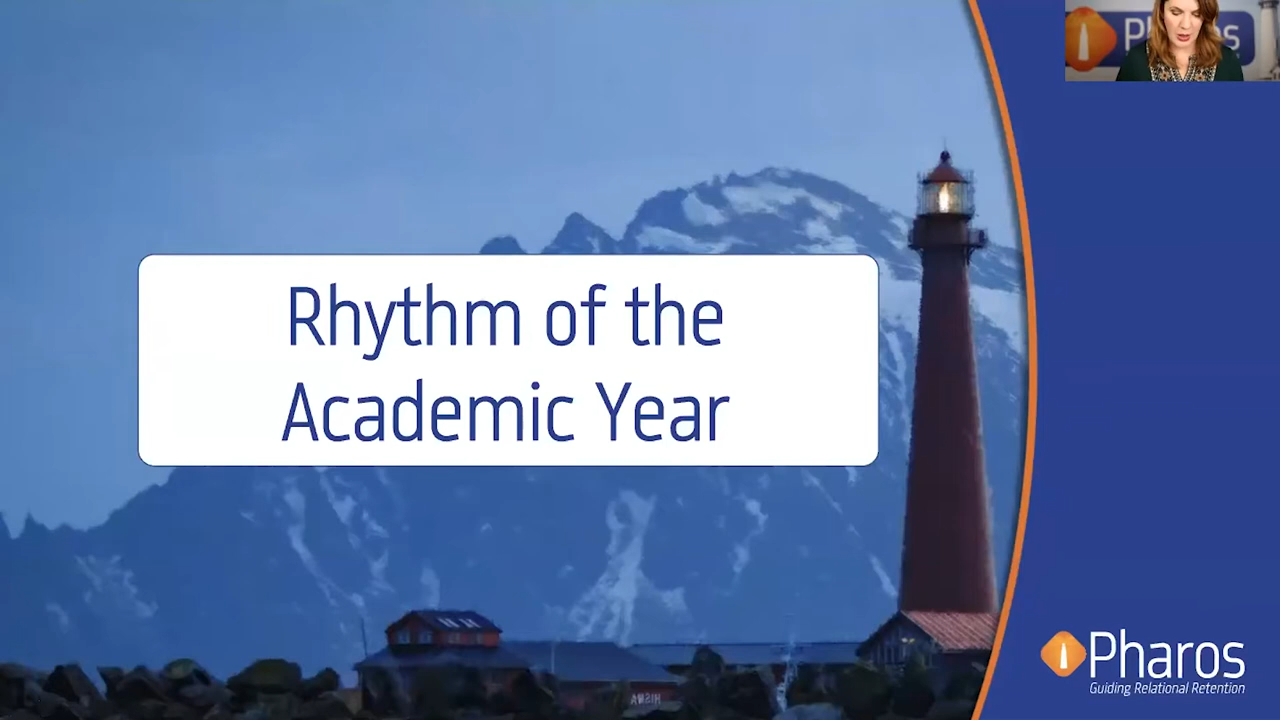 Rhythm of the
Academic Year
Pharos
Guiding Relational Retention